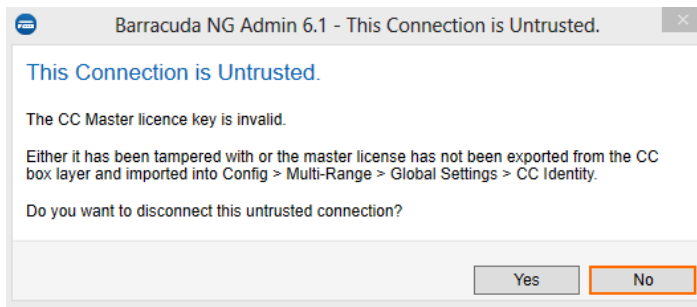 Barracuda NG Admin 6.1 - This Connection is Untrusted.
This Connection is Untrusted.
The CC Master licence key is invalid.
Either it has been tampered with or the master license has not been exported from the CC
box layer and imported into Config > Multi-Range > Global Settings > CC Identity.
Do you want to disconnect this untrusted connection?
Yes No